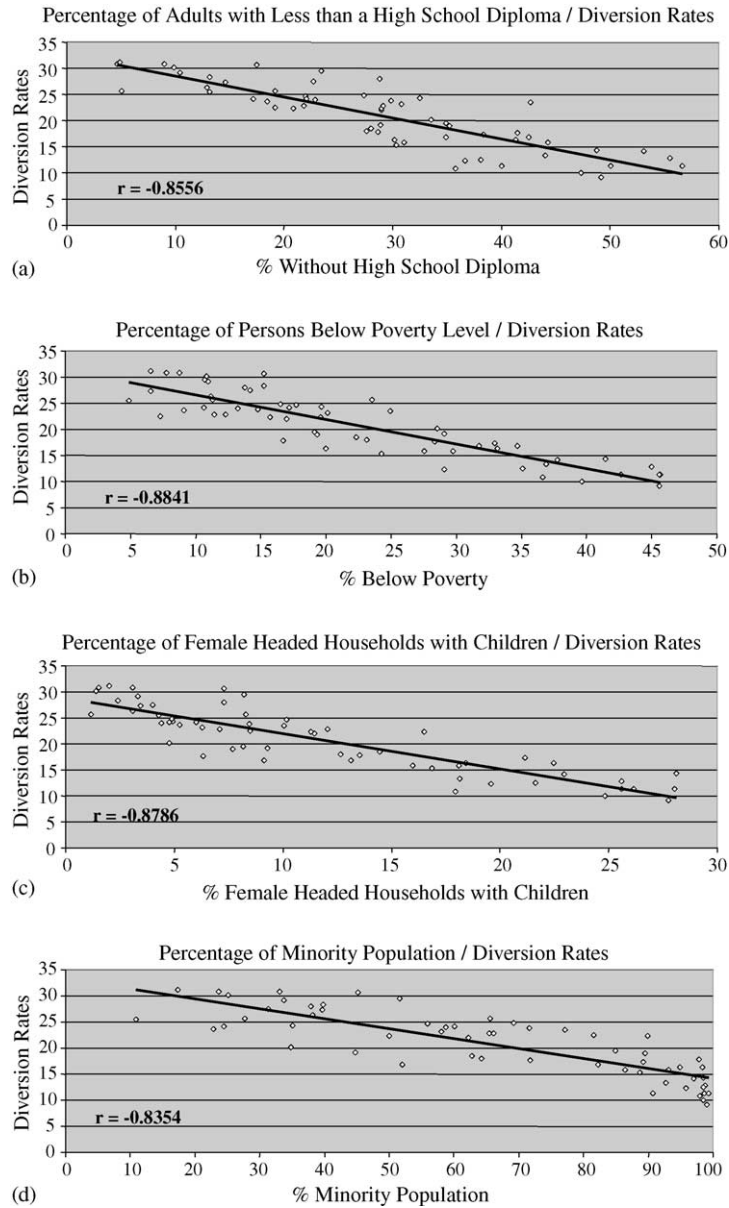 Percentage of Adults with Less than a High School Diploma / Diversion Rates
35
30
25
20
15
10
5
0
Diversion Rates
r = -0.8556
0 10 20 30 40 50 60
(a) % Without High School Diploma
Percentage of Persons Below Poverty Level / Diversion Rates
35
30
25
20
15
10
5
0
Diversion Rates
r = -0.8841
0 5 10 15 20 25 30 35 40 45 50
(b) % Below Poverty
Percentage of Female Headed Households with Children / Diversion Rates
35
30
25
20
15
10
5
0
Diversion Rates
r = -0.8786
0 5 10 15 20 25 30
(c) % Female Headed Households with Children
Percentage of Minority Population / Diversion Rates
35
30
25
20
15
10
5
0
Diversion Rates
r = -0.8354
0 10 20 30 40 50 60 70 80 90 100
(d) % Minority Population